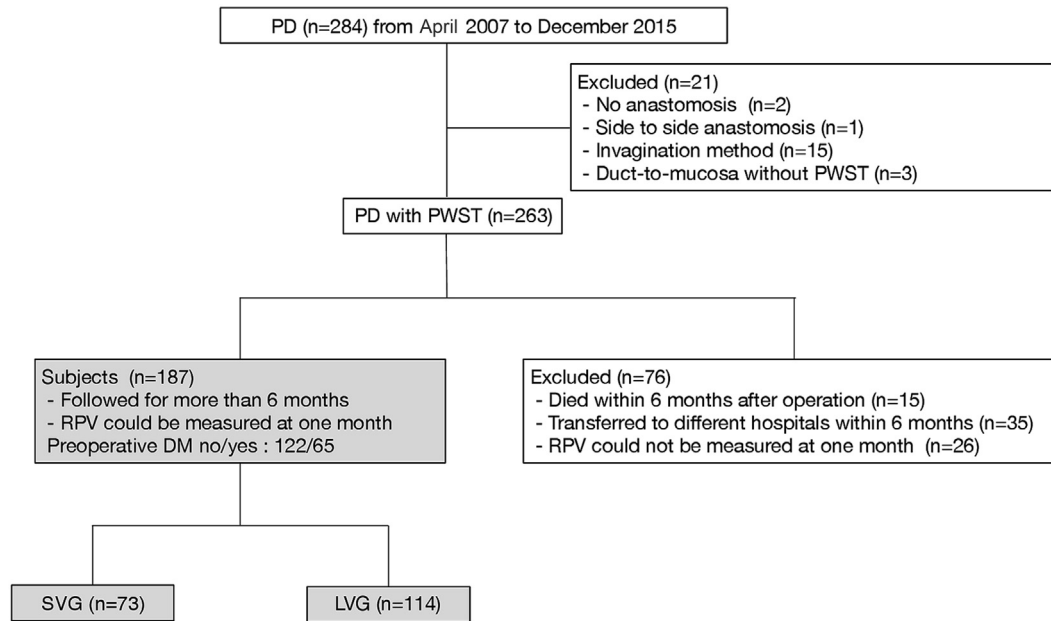 PD (n=284) from April 2007 to December 2015
Excluded (n=21)
- No anastomosis (n=2)
- Side to side anastomosis (n=1)
- Invagination method (n=15)
- Duct-to-mucosa without PWST (n=3)
PD with PWST (n=263)
Subjects (n=187)
- Followed for more than 6 months
- RPV could be measured at one month
Preoperative DM no/yes : 122/65
Excluded (n=76)
- Died within 6 months after operation (n=15)
- Transferred to different hospitals within 6 months (n=35)
- RPV could not be measured at one month (n=26)
SVG (n=73)
LVG (n=114)